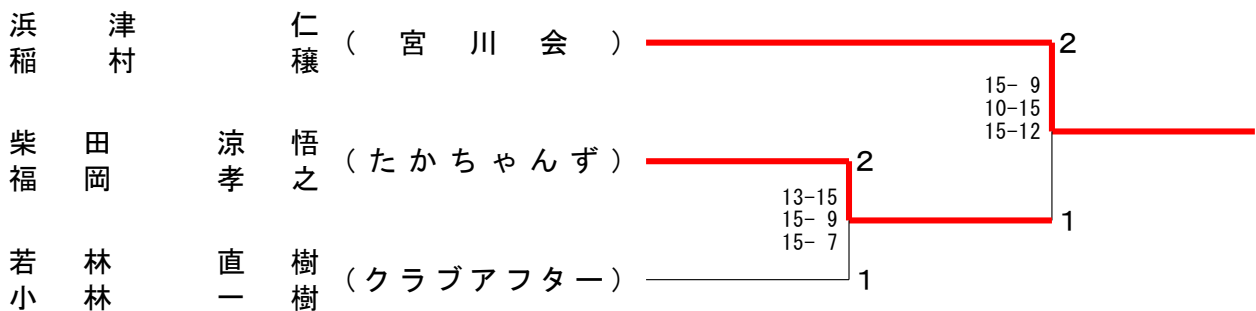 浜津 仁
稲村 穣
(宮川会)
2
15- 9
10-15
15-12
柴田 涼悟
福岡 孝之
(たかちゃんず)
2
13-15
15- 9
15- 7
1
若林 直樹
小林 一樹
(クラブアフター)
1